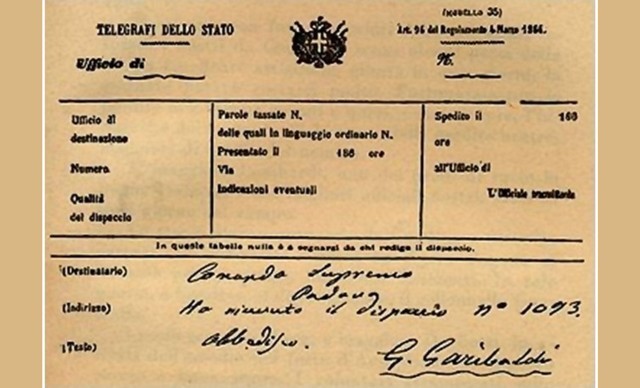 (MODELLO 35)
TELEGRAFI DELLO STATO
Art. 96 del Regolamento 4 Marzo 1866.
Ufficio di
N.
Ufficio di
destinazione
Numero
Qualità
del dispaccio
Parole tassate N.
delle quali in linguaggio ordinario N.
Presentato il 186 ore
Via
Indicazioni eventuali
Spedito il 186
ore
all'Ufficio di
L'Ufficiale
In queste tabelle nulla è a segnarsi da chi redige il dispaccio.
(Destinatario) Comando Supremo
Padova
(Indirizzo) Ho ricevuto il dispaccio nº 1073.
(Testo) Obbedisco.
G. Garibaldi